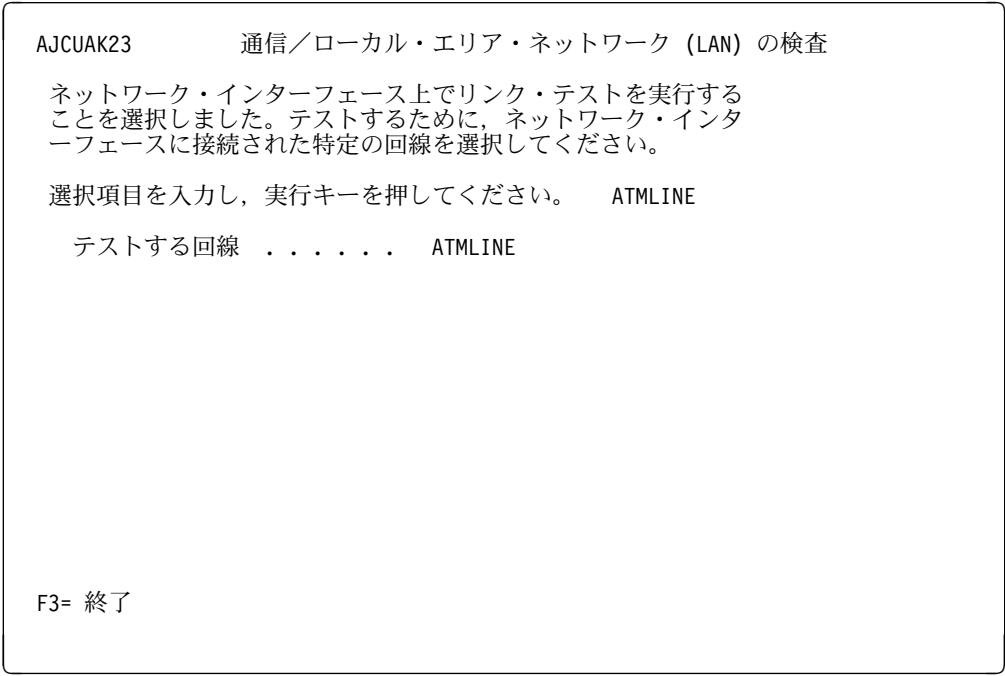 AJCUAK23 通信／ローカル・エリア・ネットワーク (LAN) の検査
ネットワーク・インターフェース上でリンク・テストを実行する
ことを選択しました。テストするために，ネットワーク・インタ
ーフェースに接続された特定の回線を選択してください。
選択項目を入力し，実行キーを押してください。 ATMLINE
テストする回線 . . . . . . ATMLINE
F3= 終了